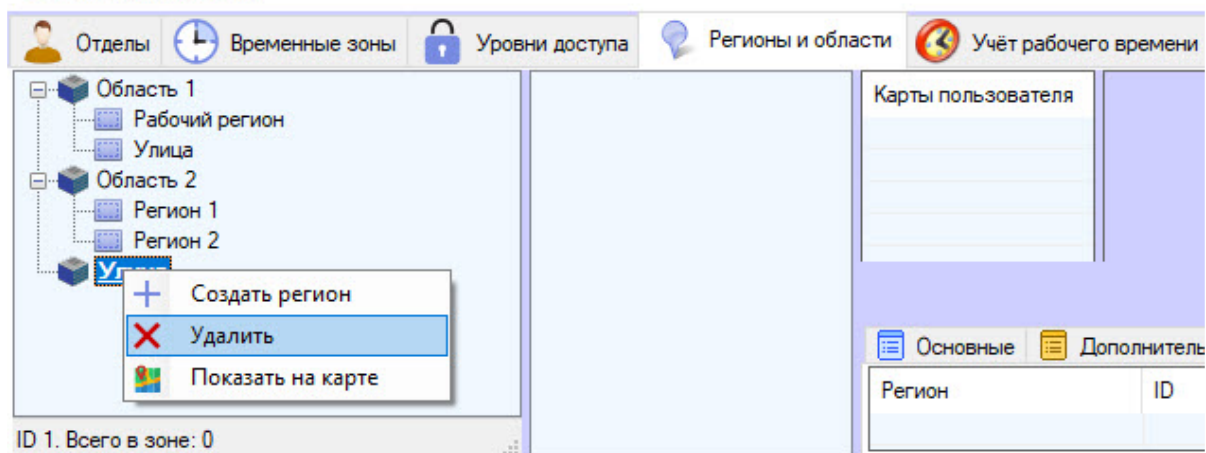 Отделы Временные зоны Уровни доступа Регионы и области Учёт рабочего времени
Область 1
Рабочий регион
Улица
Область 2
Регион 1
Регион 2
Создать регион
Удалить
Показать на карте
ID 1. Всего в зоне: 0
Карты пользователя
Основные Дополнитель
Регион ID